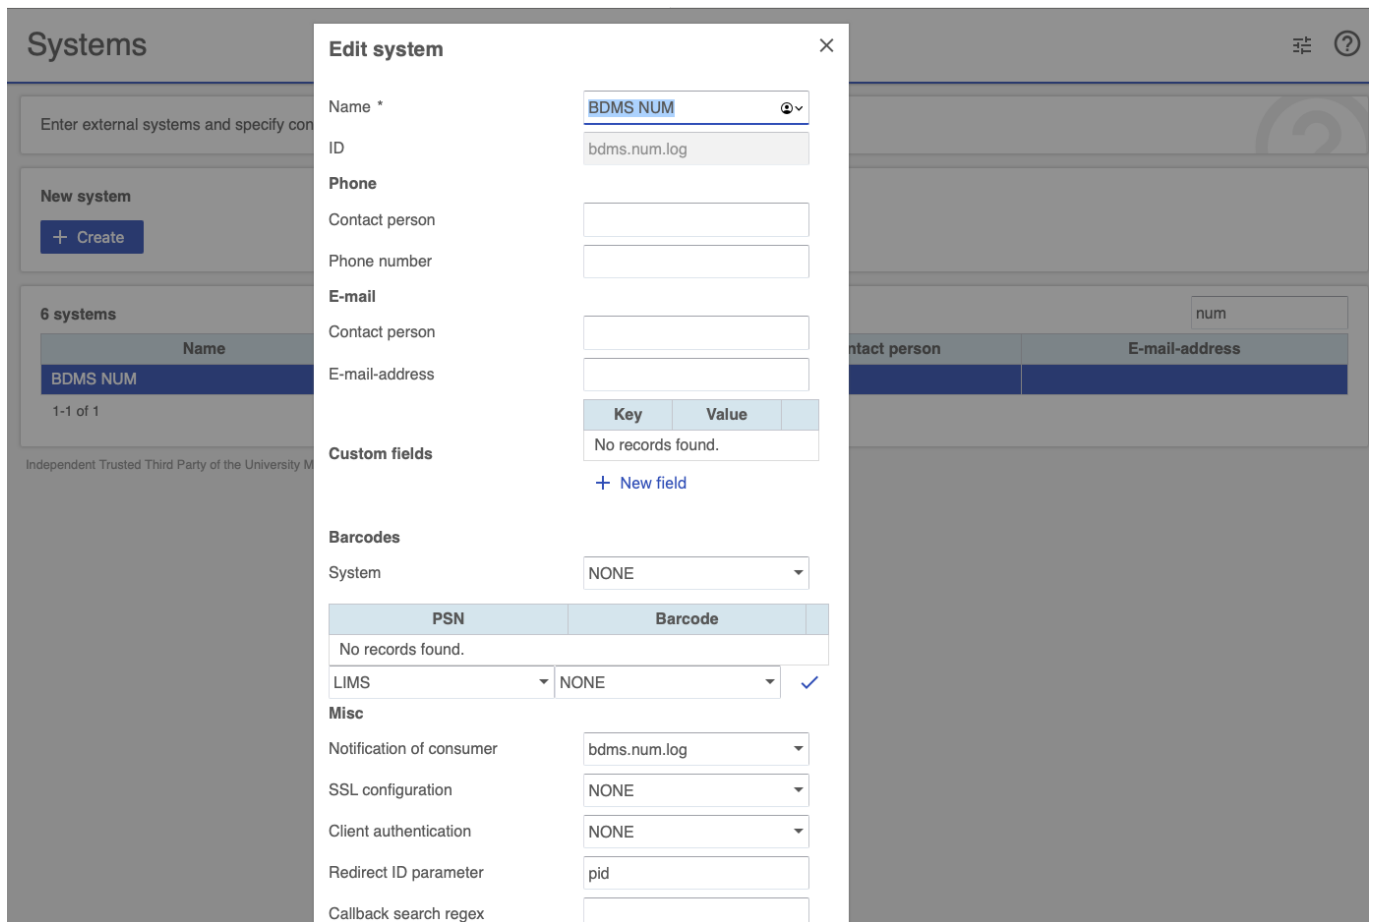 Systems
Enter external systems and specify con
New system
Create
6 systems
num
Name
ntact person
E-mail-address
BDMS NUM
1-1 of 1
Independent Trusted Third Party of the University M
Edit system
Name *
BDMS NUM
ID
bdms.num.log
Phone
Contact person
Phone number
E-mail
Contact person
E-mail-address
Key Value
No records found.
Custom fields
New field
Barcodes
System
NONE
PSN Barcode
No records found.
LIMS NONE
Misc
Notification of consumer
bdms.num.log
SSL configuration
NONE
Client authentication
NONE
Redirect ID parameter
pid
Callback search regex